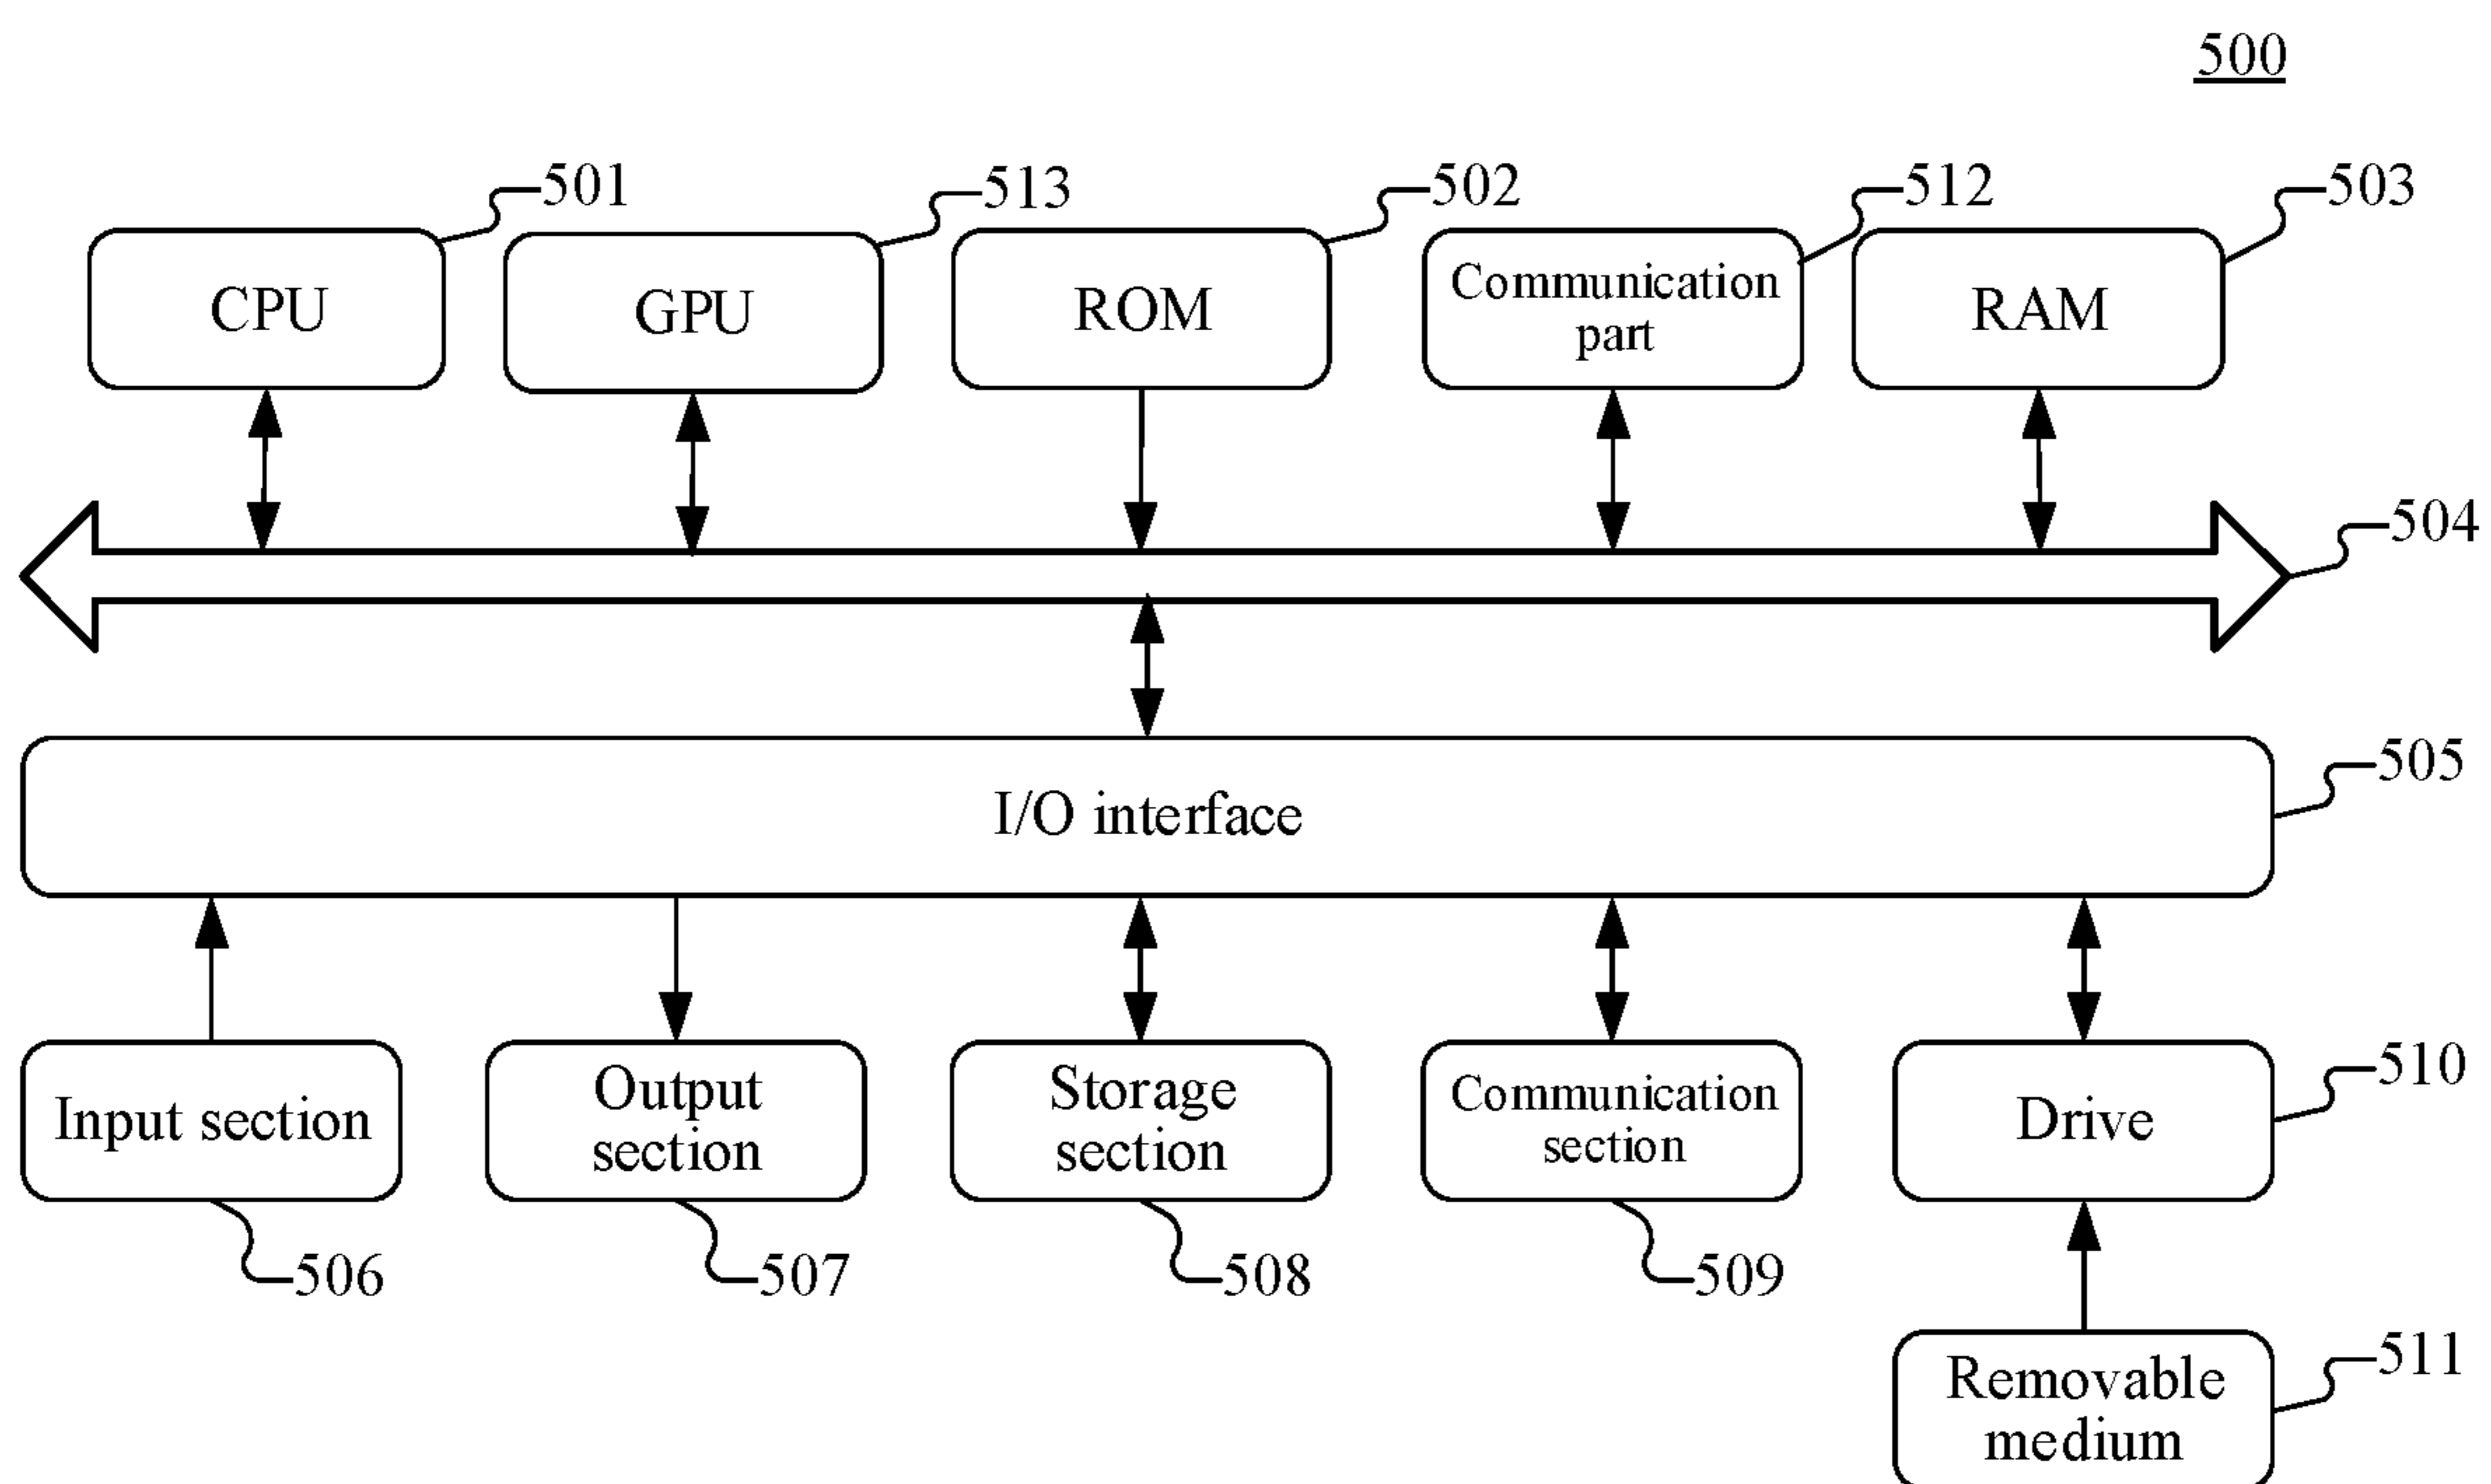 500
501
513
502
512
503
CPU
GPU
ROM
Communication
part
RAM
504
505
I/O interface
510
Input section
Output
section
Storage
section
Communication
section
Drive
506
507
508
509
511
Removable
medium